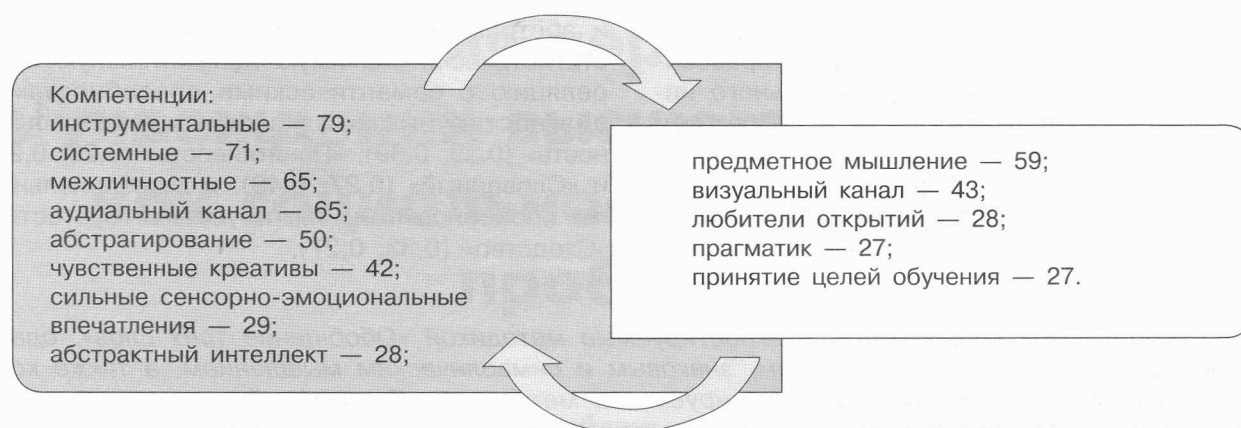 Компетенции:
инструментальные — 79;
системные — 71;
межличностные — 65;
аудиальный канал — 65;
абстрагирование — 50;
чувственные креативы — 42;
сильные сенсорно-эмоциональные
впечатления — 29;
абстрактный интеллект — 28;
предметное мышление — 59;
визуальный канал — 43;
любители открытий — 28;
прагматик — 27;
принятие целей обучения — 27.